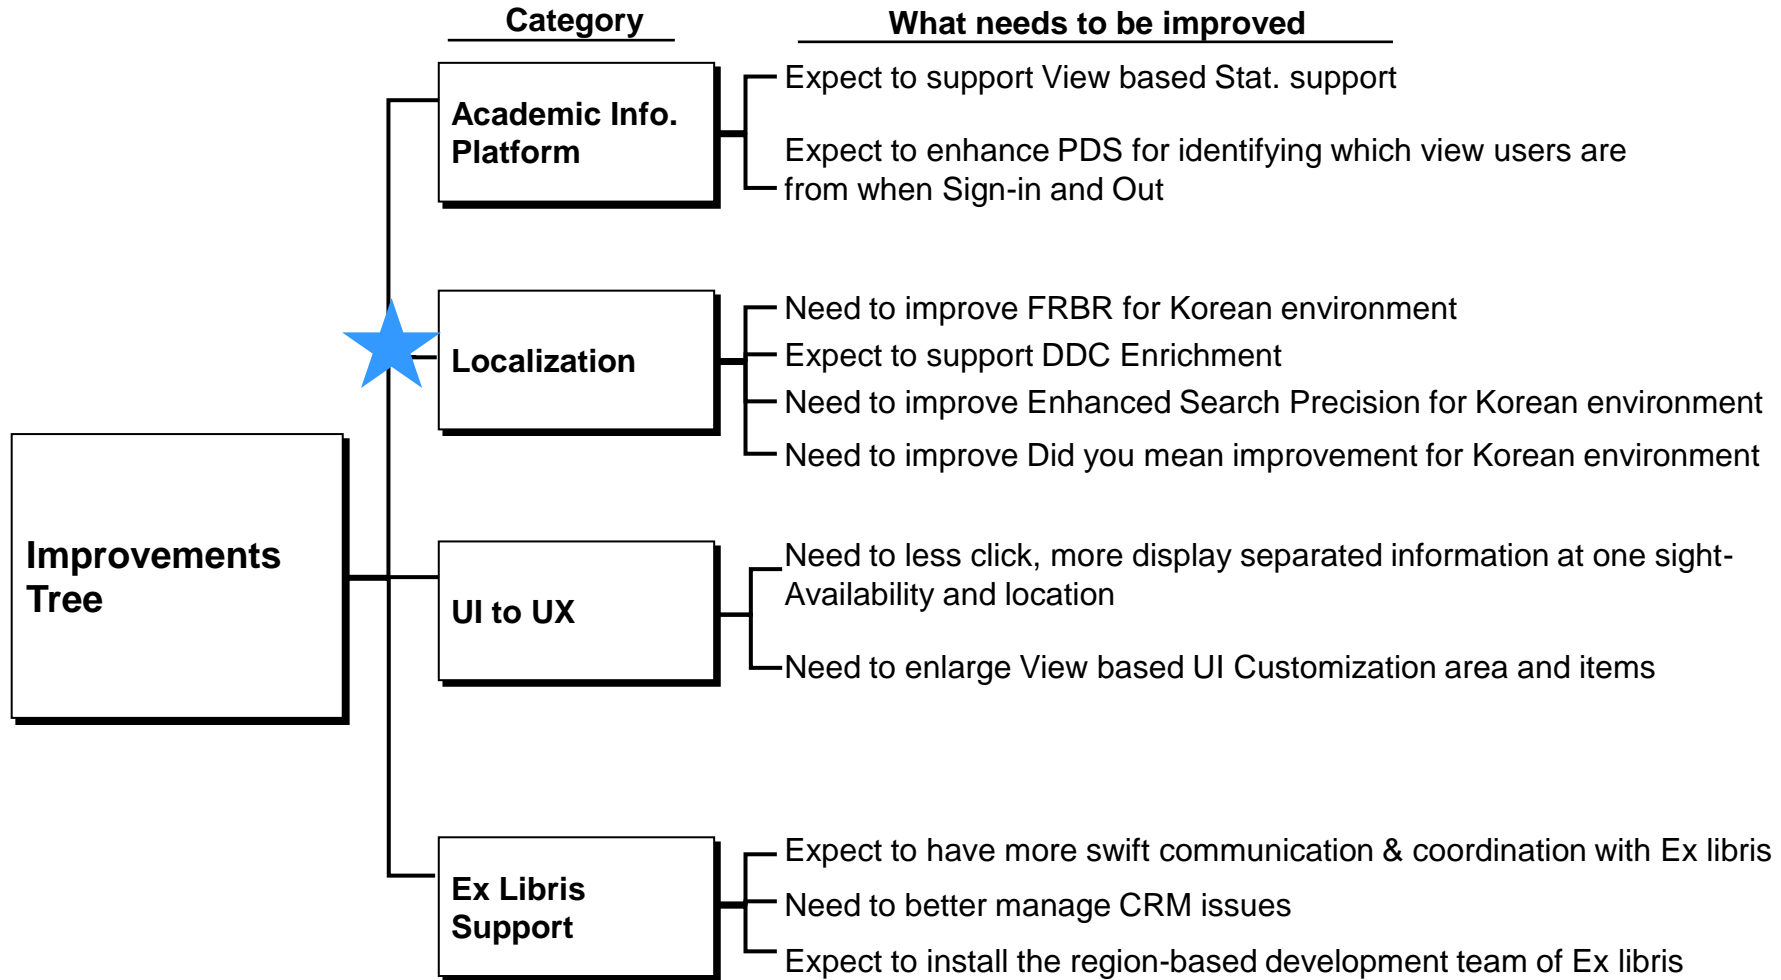 Category
What needs to be improved
Academic Info.
Platform
Expect to support View based Stat. support
Expect to enhance PDS for identifying which view users are
from when Sign-in and Out
Localization
Need to improve FRBR for Korean environment
Expect to support DDC Enrichment
Need to improve Enhanced Search Precision for Korean environment
Need to improve Did you mean improvement for Korean environment
Improvements
Tree
UI to UX
Need to less click, more display separated information at one sight-
Availability and location
Need to enlarge View based UI Customization area and items
Ex Libris
Support
Expect to have more swift communication & coordination with Ex libris
Need to better manage CRM issues
Expect to install the region-based development team of Ex libris